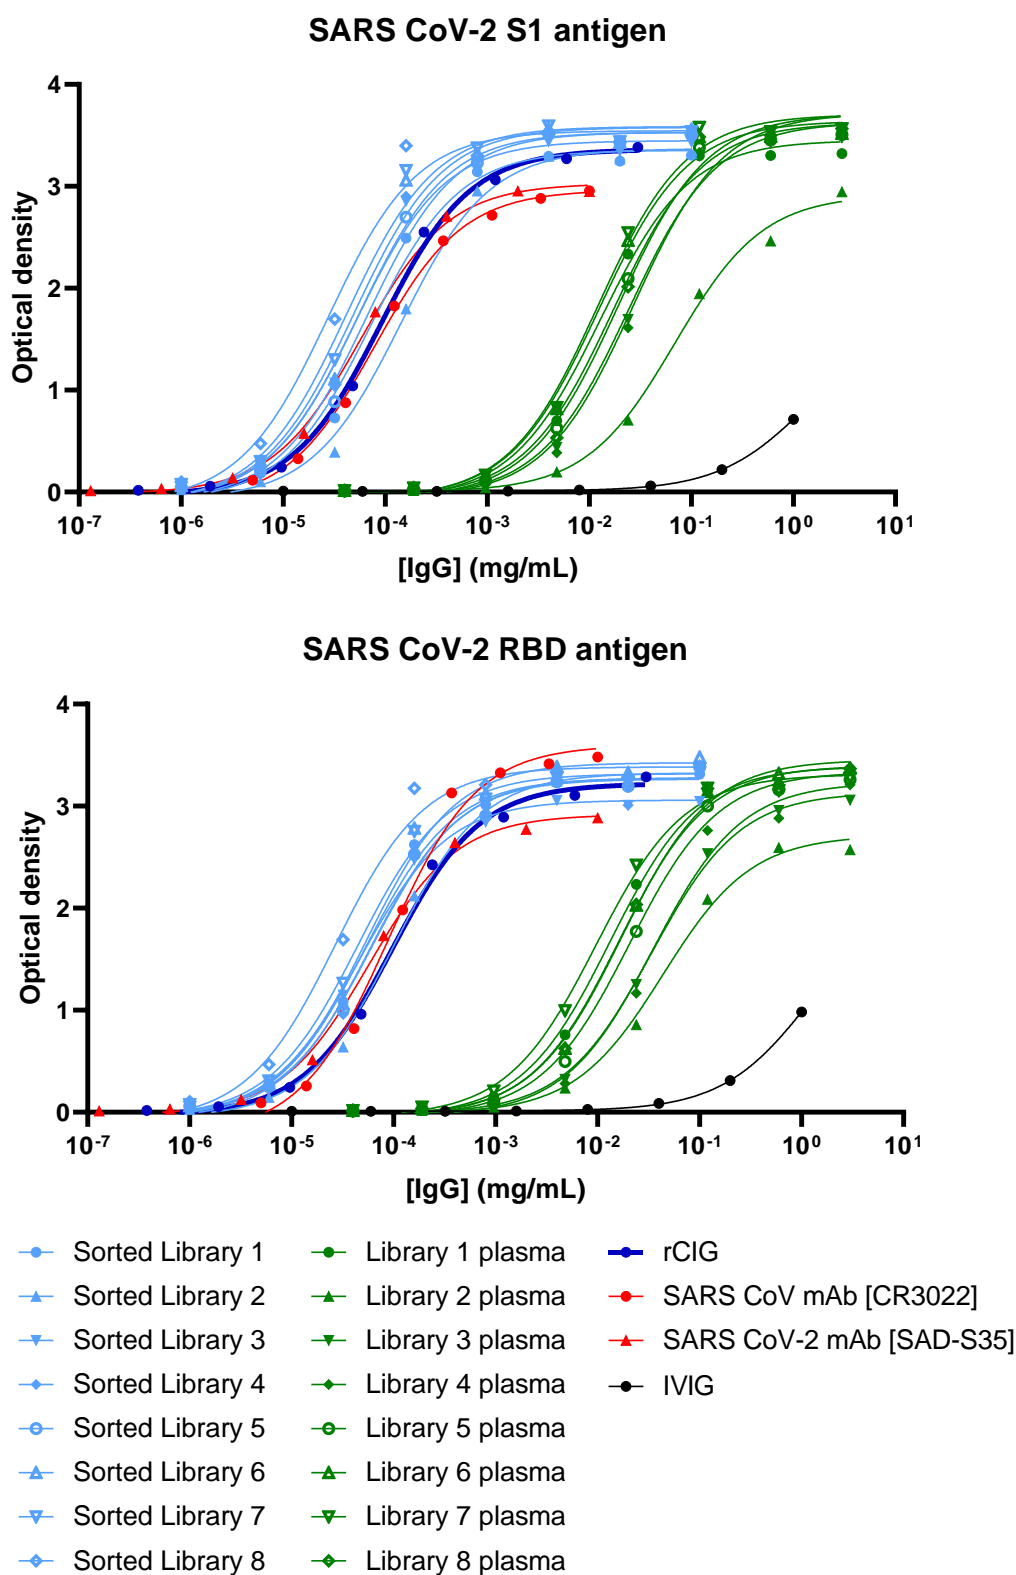 SARS CoV-2 S1 antigen
4
3
2
1
0
Optical density
10-7 10-6 10-5 10-4 10-3 10-2 10-1 100 101
[IgG] (mg/mL)
SARS CoV-2 RBD antigen
4
3
2
1
0
Optical density
10-7 10-6 10-5 10-4 10-3 10-2 10-1 100 101
[IgG] (mg/mL)
Sorted Library 1 Library 1 plasma rCIG
Sorted Library 2 Library 2 plasma SARS CoV mAb [CR3022]
Sorted Library 3 Library 3 plasma SARS CoV-2 mAb [SAD-S35]
Sorted Library 4 Library 4 plasma IVIG
Sorted Library 5 Library 5 plasma
Sorted Library 6 Library 6 plasma
Sorted Library 7 Library 7 plasma
Sorted Library 8 Library 8 plasma